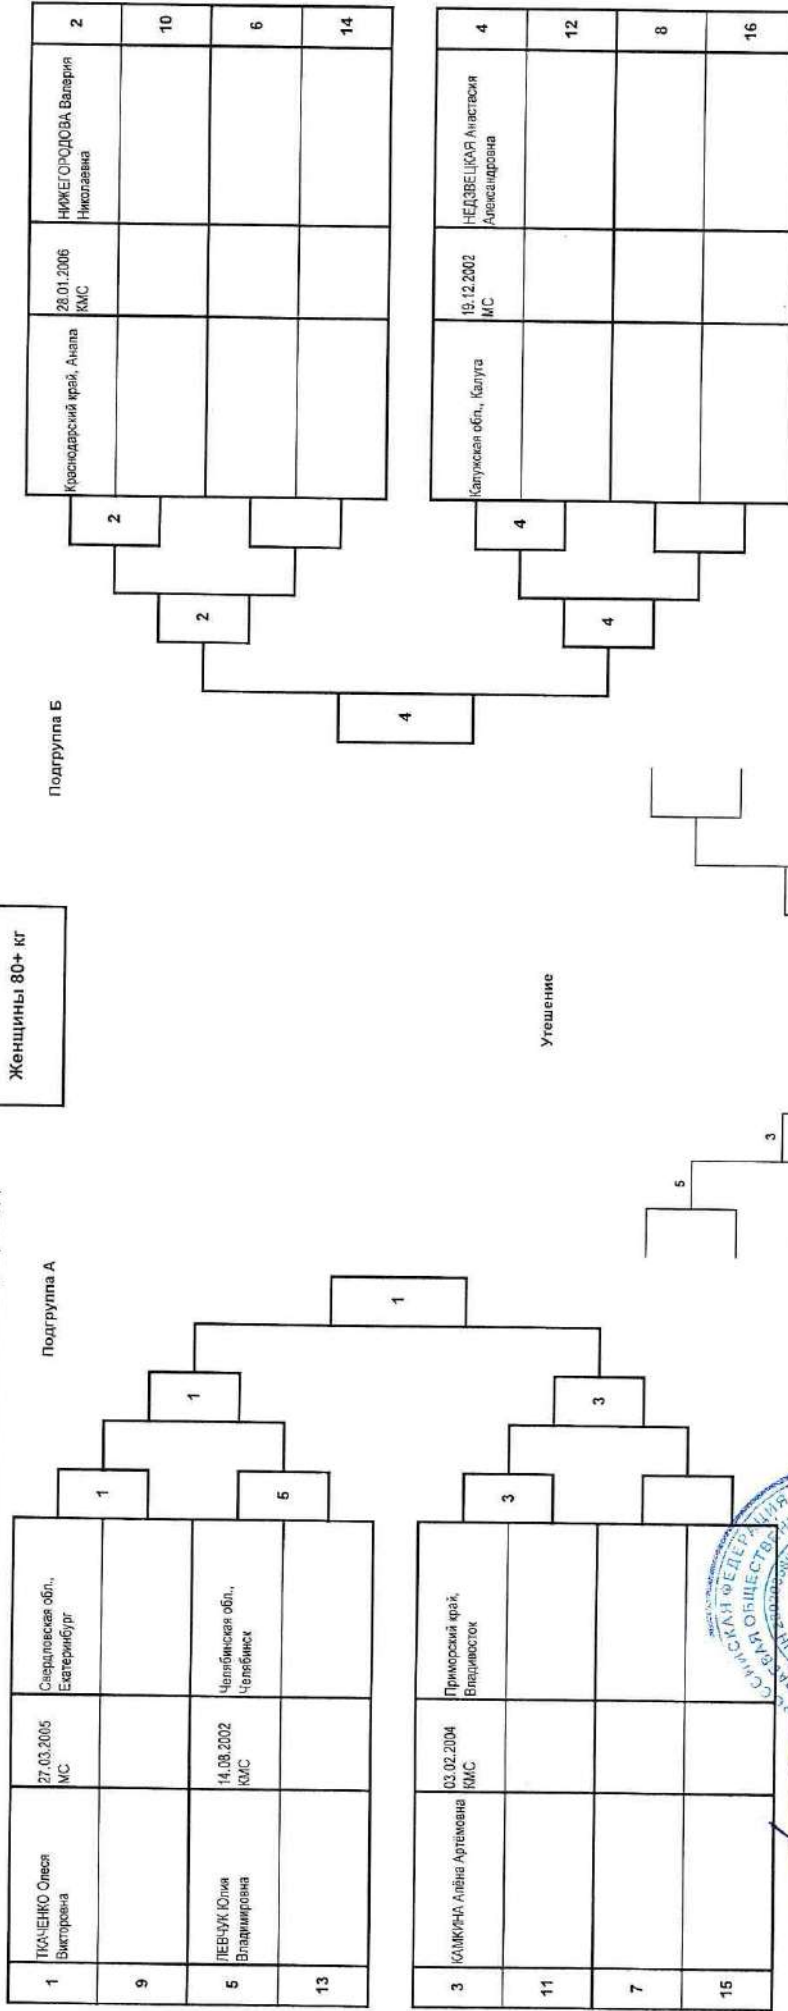 Женщины 80+ кг
Подгруппа А
Подгруппа Б
1
ТКАЧЕНКО Олеся
Викторовна
27.03.2005
МС
Свердловская обл.,
Екатеринбург
9
5
ЛЕВЧУК Юлия
Владимировна
14.08.2002
КМС
Челябинская обл.,
Челябинск
13
1
5
1
3
КАМКИНА Алёна Артёмовна
03.02.2004
КМС
Приморский край,
Владивосток
11
7
15
3
3
1
Краснодарский край, Анапа
28.01.2006
КМС
НИЖЕГОРОДОВА Валерия
Николаевна
2
10
6
14
2
2
Калужская обл., Калуга
19.12.2002
МС
НЕДЗВЕЦКАЯ Анастасия
Александровна
4
12
8
16
4
4
4
Утешение
5
3